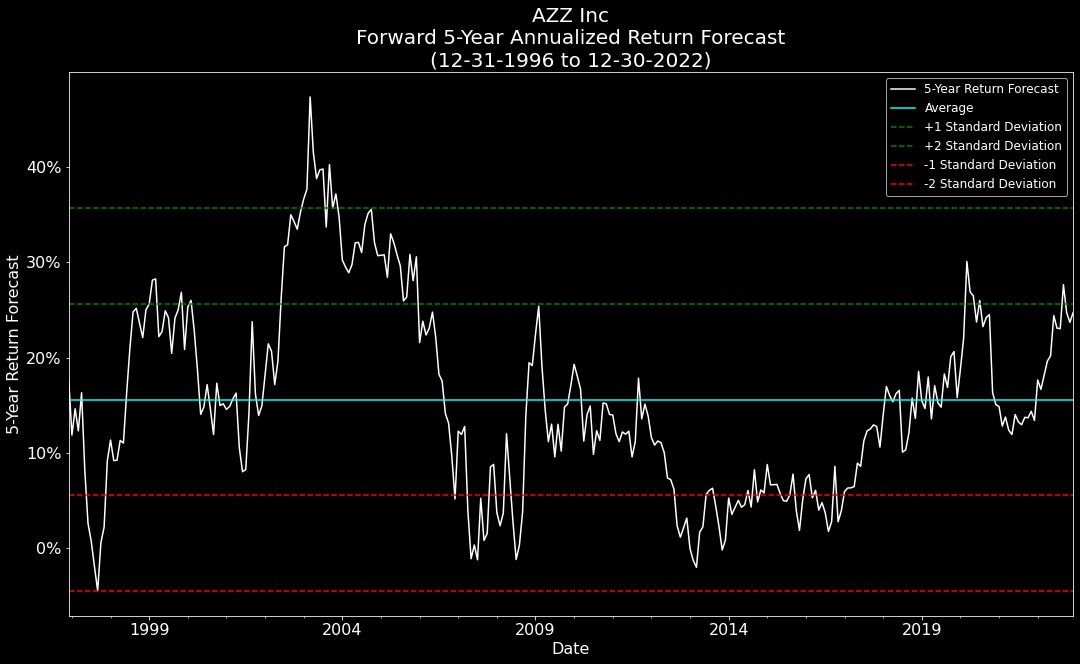 AZZ Inc
Forward 5-Year Annualized Return Forecast
(12-31-1996 to 12-30-2022)
5-Year Return Forecast
Average
+1 Standard Deviation
+2 Standard Deviation
-1 Standard Deviation
-2 Standard Deviation
5-Year Return Forecast
40%
30%
20%
10%
0%
1999
2004
2009
2014
2019
Date